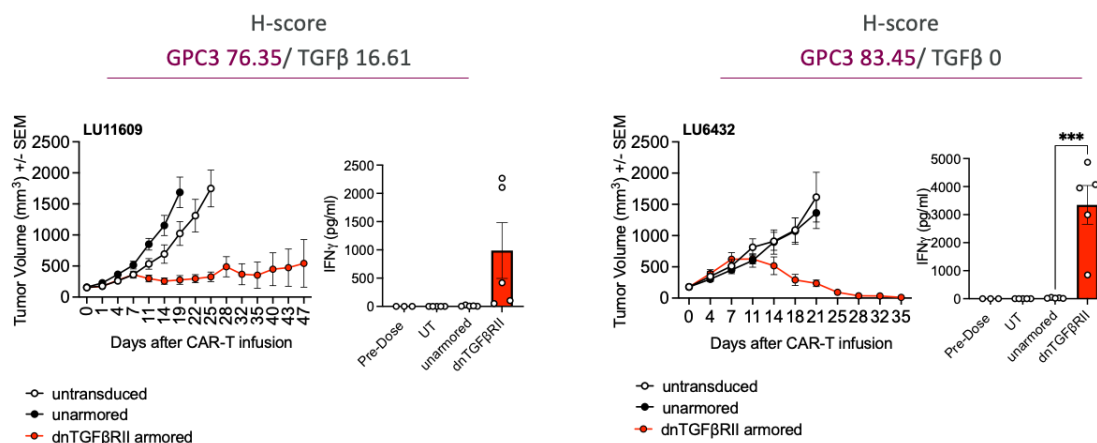 H-score
GPC3 76.35/ TGFβ 16.61
LU11609
Tumor Volume (mm³) +/- SEM
2500
2000
1500
1000
500
0
0 1 4 7 11 14 19 22 25 28 32 35 40 43 47
Days after CAR-T infusion
IFNγ (pg/ml)
2500
2000
1500
1000
500
0
Pre-Dose
UT
unarmored
dnTGFβRII
untransduced
unarmored
dnTGFβRII armored
H-score
GPC3 83.45/ TGFβ 0
LU6432
Tumor Volume (mm³) +/- SEM
2500
2000
1500
1000
500
0
0 4 7 11 14 18 21 25 28 32 35
Days after CAR-T infusion
IFNγ (pg/ml)
5000
4000
3000
2000
1000
0
***
Pre-Dose
UT
unarmored
dnTGFβRII
untransduced
unarmored
dnTGFβRII armored